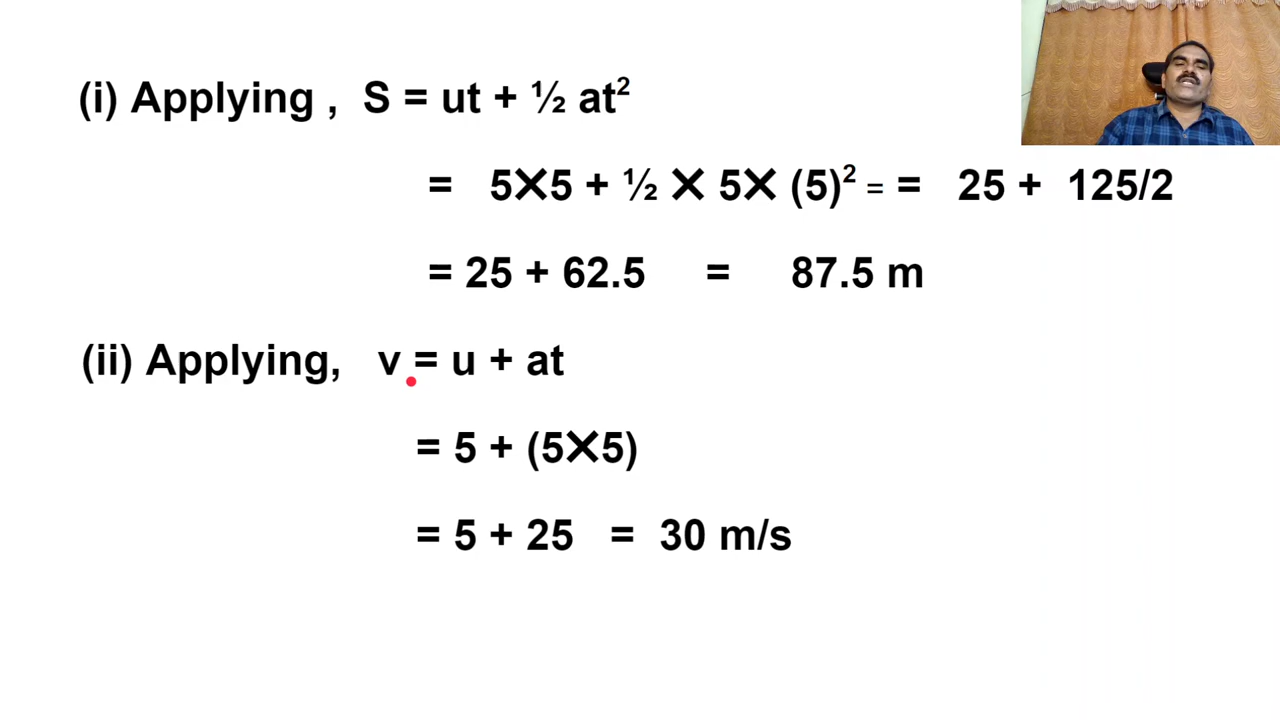 (i) Applying , S = ut + ½ at²
= 5✕5 + ½ ✕ 5✕ (5)² = = 25 + 125/2
= 25 + 62.5 = 87.5 m
(ii) Applying, v = u + at
= 5 + (5✕5)
= 5 + 25 = 30 m/s